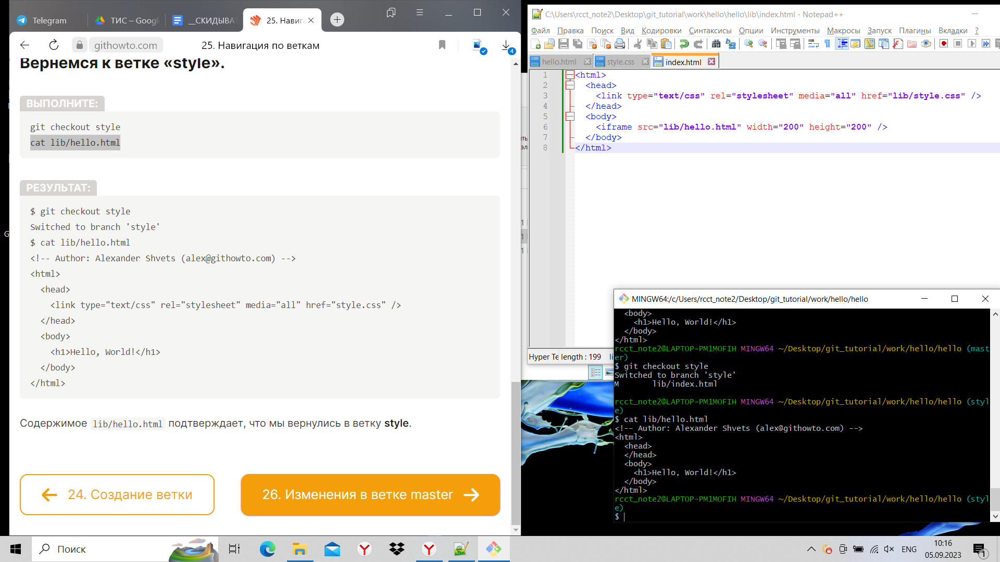 Telegram
ТИС – Googl
__СКИДЫВАТ
25. Навига
githowto.com
25. Навигация по веткам
4
Вернемся к ветке «style».
ВЫПОЛНИТЕ:
git checkout style
cat lib/hello.html
РЕЗУЛЬТАТ:
$ git checkout style
Switched to branch 'style'
$ cat lib/hello.html
<!-- Author: Alexander Shvets (alex@githowto.com) -->
<html>
  <head>
    <link type="text/css" rel="stylesheet" media="all" href="style.css" />
  </head>
  <body>
    <h1>Hello, World!</h1>
  </body>
</html>
Содержимое lib/hello.html подтверждает, что мы вернулись в ветку style.
24. Создание ветки
26. Изменения в ветке master
C:\Users\rcct_note2\Desktop\git_tutorial\work\hello\hello\lib\index.html - Notepad++
Файл Правка Поиск Вид Кодировки Синтаксисы Опции Инструменты Макросы Запуск Плагины Вкладки ?
hello.html style.css index.html
1 <html>
2   <head>
3     <link type="text/css" rel="stylesheet" media="all" href="lib/style.css" />
4   </head>
5   <body>
6     <iframe src="lib/hello.html" width="200" height="200" />
7   </body>
8 </html>
Hyper Te length : 199 li
MINGW64:/c/Users/rcct_note2/Desktop/git_tutorial/work/hello/hello
  <body>
    <h1>Hello, World!</h1>
  </body>
</html>
rcct_note2@LAPTOP-PM1MOFIH MINGW64 ~/Desktop/git_tutorial/work/hello/hello (mast
er)
$ git checkout style
Switched to branch 'style'
M       lib/index.html
rcct_note2@LAPTOP-PM1MOFIH MINGW64 ~/Desktop/git_tutorial/work/hello/hello (styl
e)
$ cat lib/hello.html
<!-- Author: Alexander Shvets (alex@githowto.com) -->
<html>
  <head>
  </head>
  <body>
    <h1>Hello, World!</h1>
  </body>
</html>
rcct_note2@LAPTOP-PM1MOFIH MINGW64 ~/Desktop/git_tutorial/work/hello/hello (styl
e)
$
Поиск
ENG
10:16
05.09.2023
1